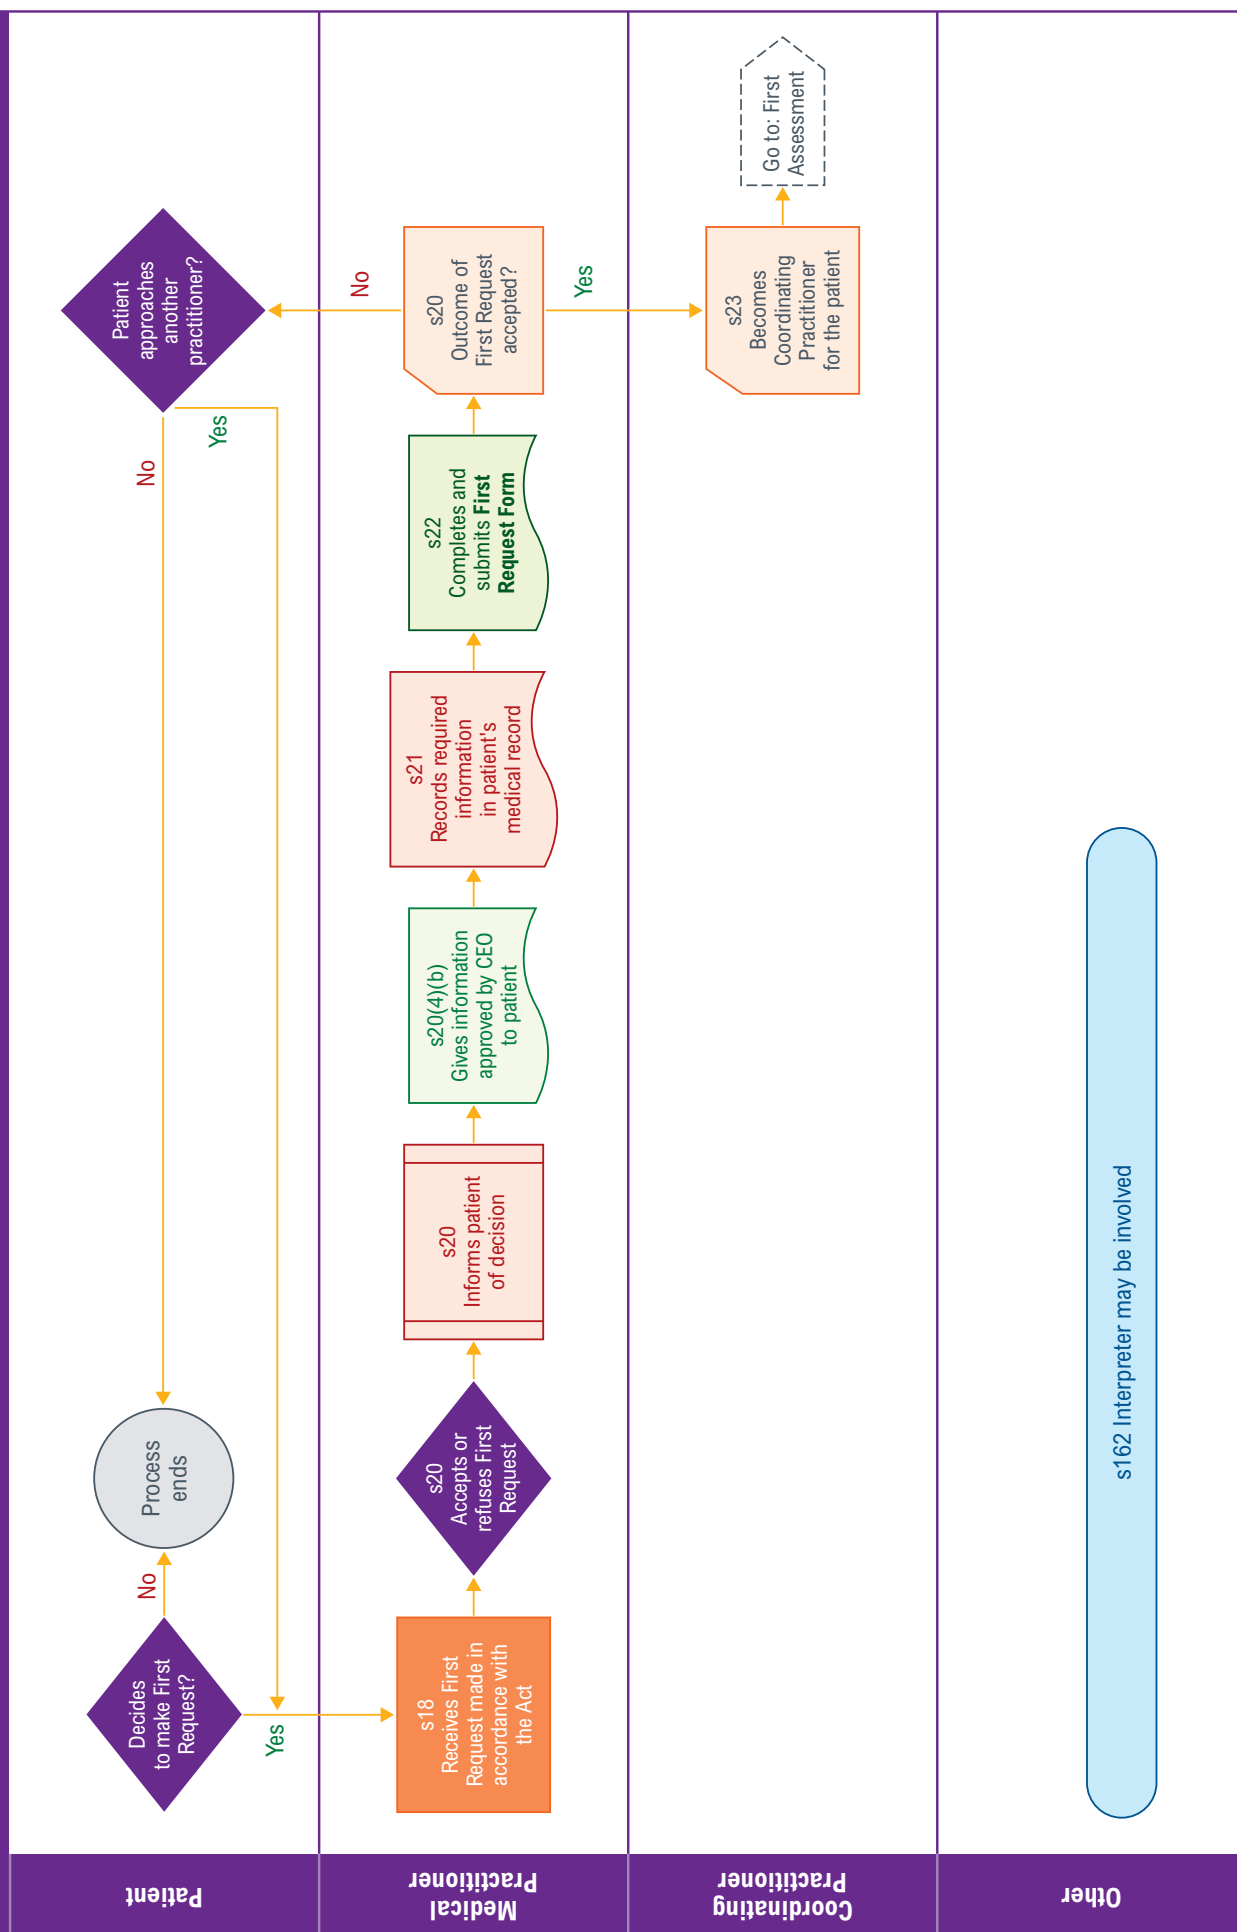 Patient
Decides
to make First
Request?
No
Process
ends
Yes
No
Yes
Patient
approaches
another
practitioner?
Medical
Practitioner
s18
Receives First
Request made in
accordance with
the Act
s20
Accepts or
refuses First
Request
s20
Informs patient
of decision
s20(4)(b)
Gives information
approved by CEO
to patient
s21
Records required
information
in patient's
medical record
s22
Completes and
submits First
Request Form
s20
Outcome of
First Request
accepted?
No
Yes
Coordinating
Practitioner
s23
Becomes
Coordinating
Practitioner
for the patient
Go to: First
Assessment
Other
s162 Interpreter may be involved